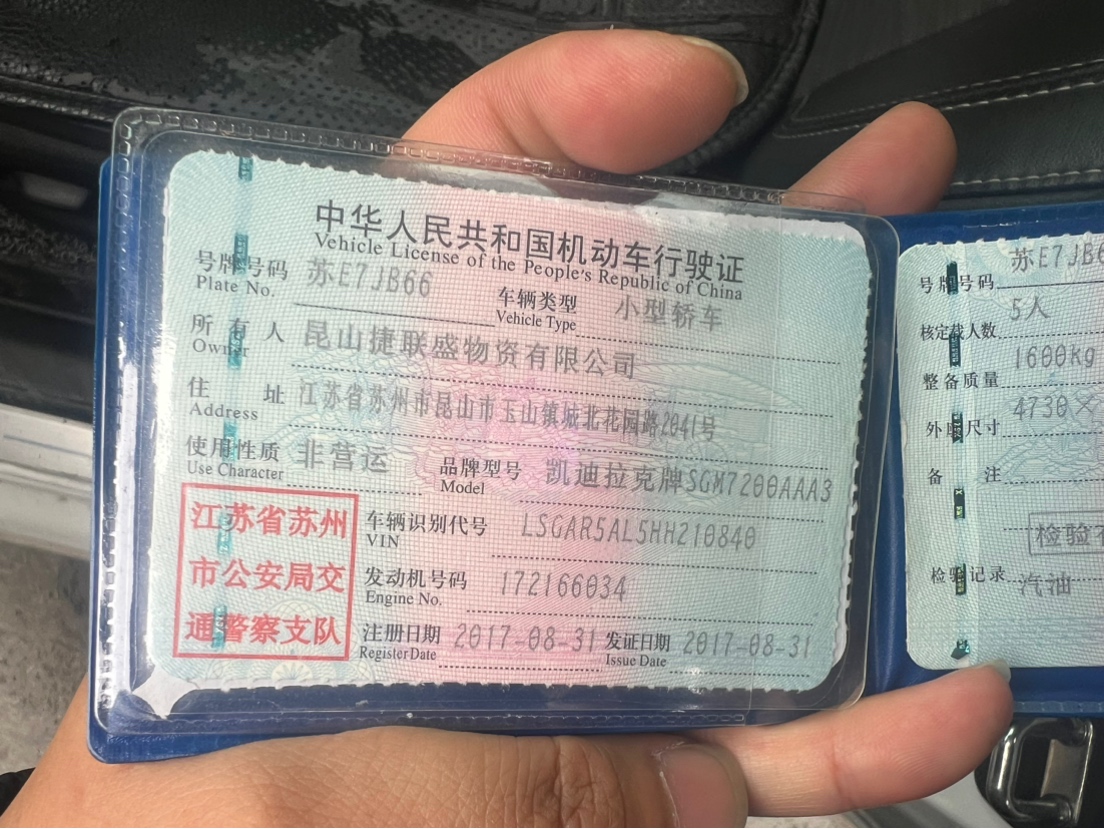 中华人民共和国机动车行驶证
Vehicle License of the People's Republic of China
号牌号码 苏E7JB66 车辆类型 小型轿车
Plate No. Vehicle Type
所有人 昆山捷联盛物资有限公司
Owner
住址 江苏省苏州市昆山市玉山镇城北花园路2041号
Address
使用性质 非营运 品牌型号 凯迪拉克牌SGM7200AAA3
Use Character Model
江苏省苏州
市公安局交
通警察支队
车辆识别代号 LSGAR5AL5HH210840
VIN
发动机号码 172166034
Engine No.
注册日期 2017-08-31 发证日期 2017-08-31
Register Date Issue Date
号牌号码 苏E7JB6
核定载人数 5人
整备质量 1600kg
外廓尺寸 4730×
备注
检验
检验记录 汽油